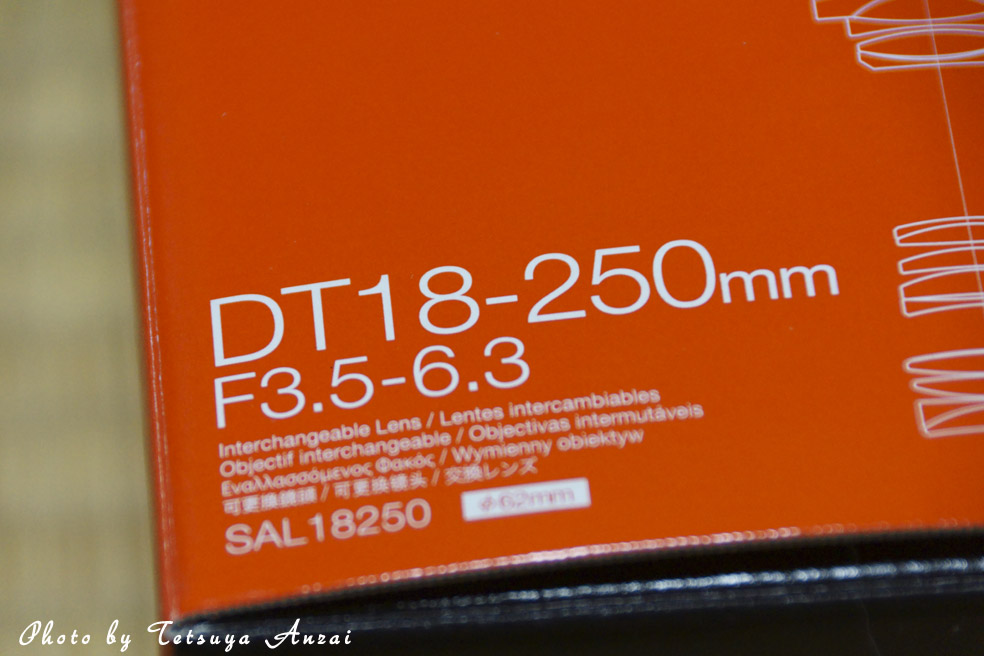 DT18-250mm
F3.5-6.3
Interchangeable Lens / Lentes intercambiables
Objectif interchangeable / Objectivas intermutáveis
Εναλλασσόμενος Φακός / Wymienny obiektyw
可更換鏡頭 / 可更换镜头 / 交換レンズ
SAL18250
φ62mm
Photo by Tetsuya Anzai